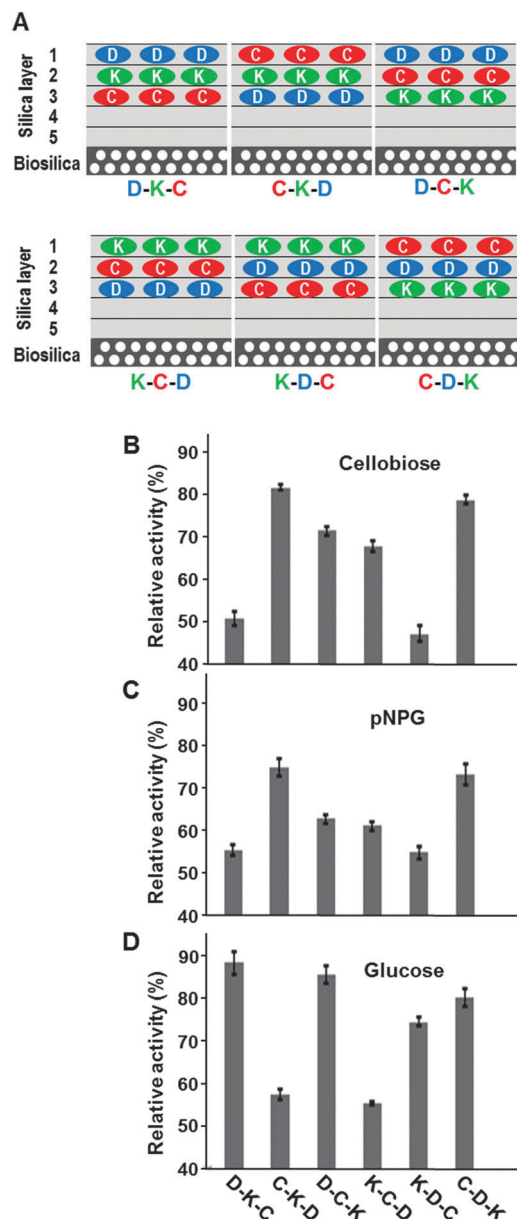 A
Silica layer
1 D D D C C C D D D
2 K K K K K K C C C
3 C C C D D D K K K
4
5
Biosilica
D-K-C C-K-D D-C-K
Silica layer
1 K K K K K K C C C
2 C C C D D D D D D
3 D D D C C C K K K
4
5
Biosilica
K-C-D K-D-C C-D-K
B
Cellobiose
Relative activity (%)
90
80
70
60
50
40
C
pNPG
Relative activity (%)
90
80
70
60
50
40
D
Glucose
Relative activity (%)
90
80
70
60
50
40
D-K-C
C-K-D
D-C-K
K-C-D
K-D-C
C-D-K